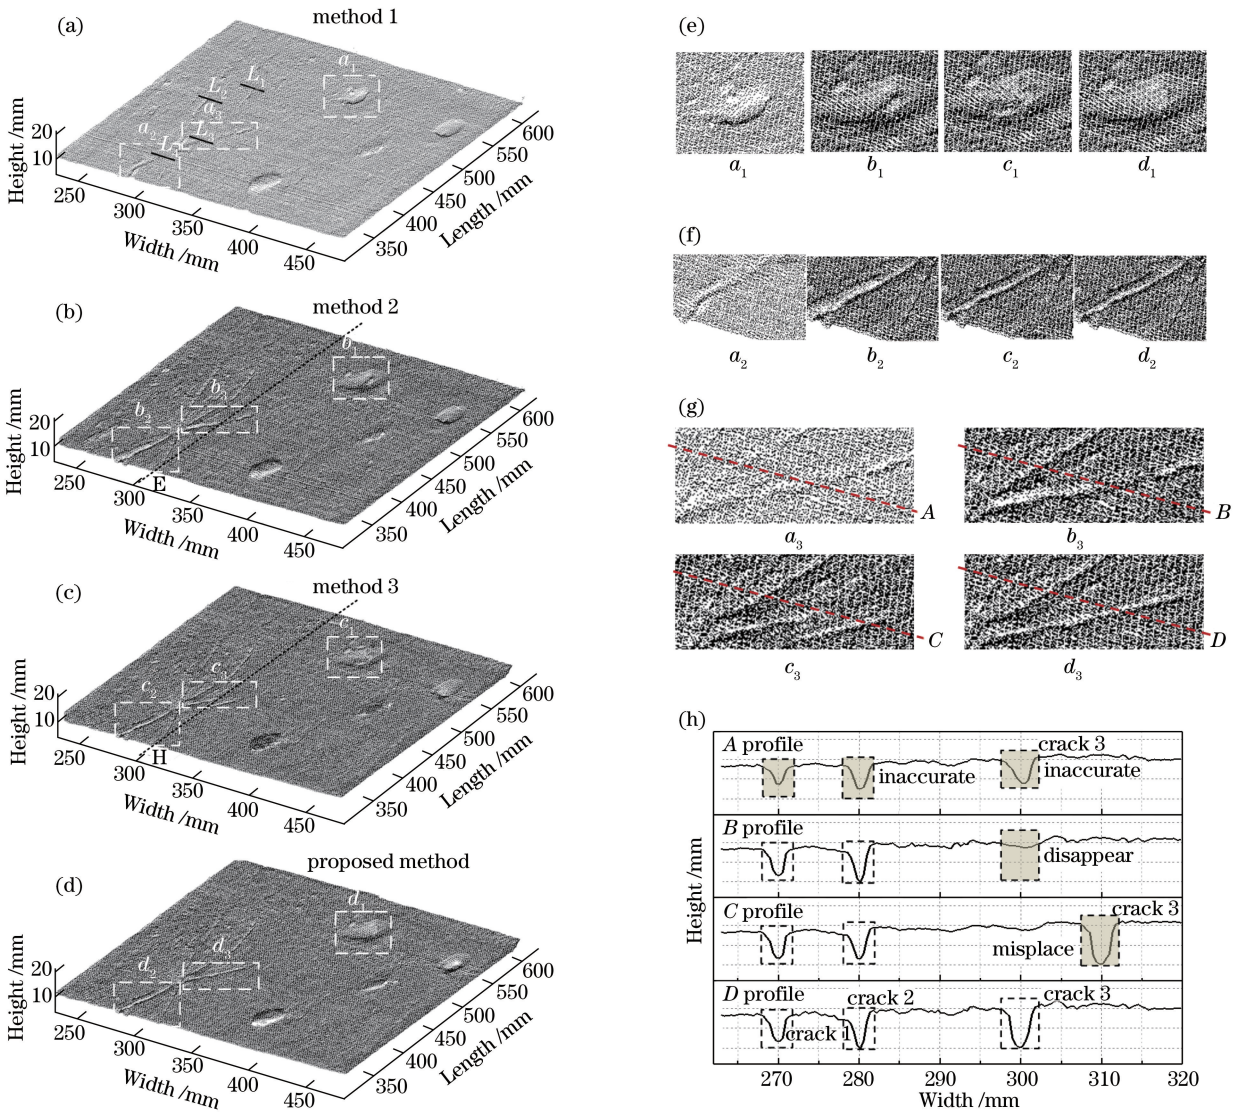 (a)
method 1
a1
L1
L2
a3
a2
L3
L
Height /mm
20
10
250
300
350
400
450
Width /mm
350
400
450
500
550
600
Length /mm
(b)
method 2
b1
b3
b2
E
Height /mm
20
10
250
300
350
400
450
Width /mm
350
400
450
500
550
600
Length /mm
(c)
method 3
c1
c3
c2
H
Height /mm
20
10
250
300
350
400
450
Width /mm
350
400
450
500
550
600
Length /mm
(d)
proposed method
d
d3
d2
Height /mm
20
10
250
300
350
400
450
Width /mm
350
400
450
500
550
600
Length /mm
(e)
a1 b1 c1 d1
(f)
a2 b2 c2 d2
(g)
A
B
a3 b3
C
D
c3 d3
(h)
A profile
crack 3
inaccurate
inaccurate
B profile
disappear
C profile
crack 3
misplace
D profile
crack 2
crack 3
crack 1
Height /mm
270 280 290 300 310 320
Width /mm